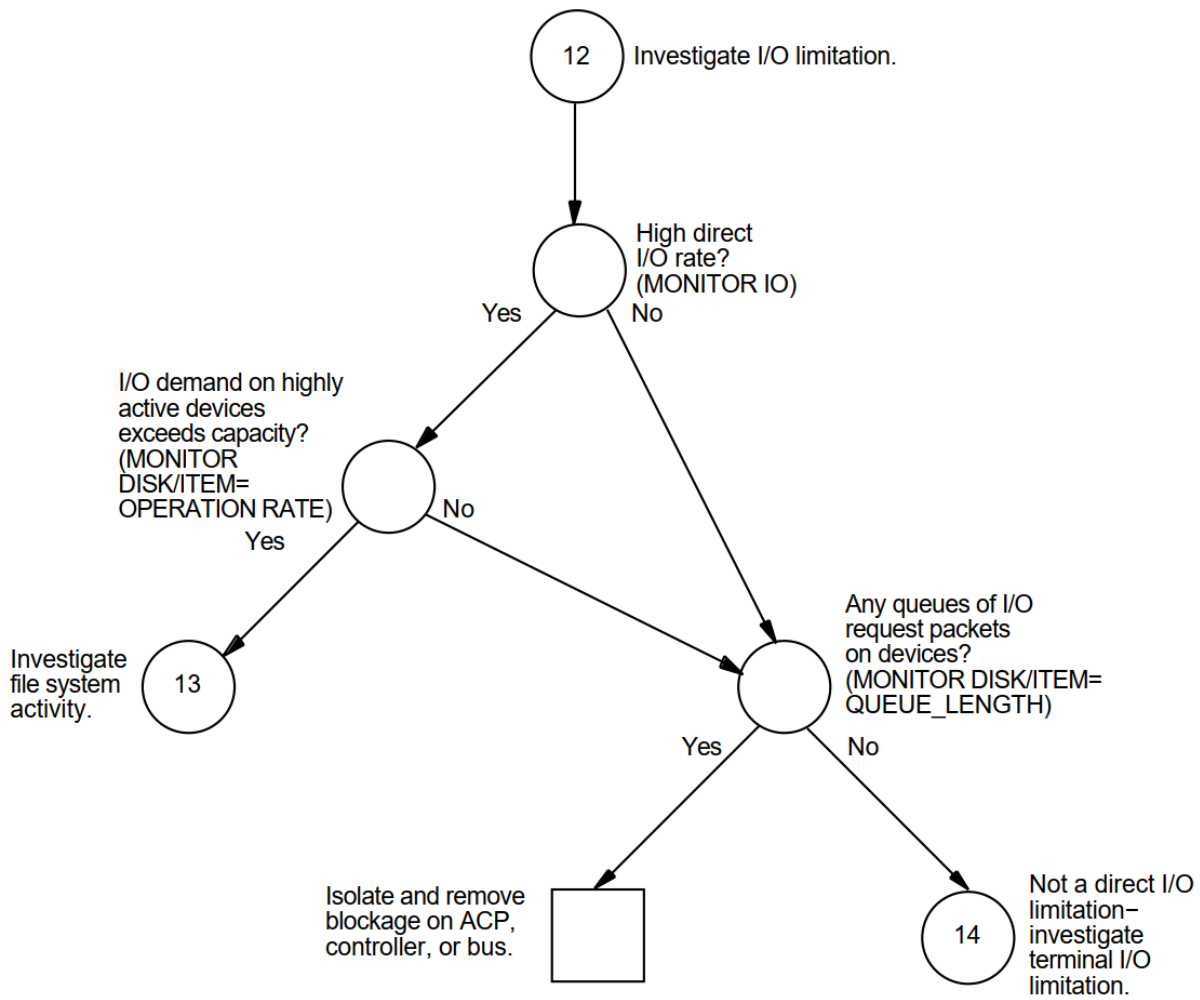 12
Investigate I/O limitation.
High direct
I/O rate?
(MONITOR IO)
Yes
No
I/O demand on highly
active devices
exceeds capacity?
(MONITOR
DISK/ITEM=
OPERATION RATE)
Yes
No
Investigate
file system
activity.
13
Any queues of I/O
request packets
on devices?
(MONITOR DISK/ITEM=
QUEUE_LENGTH)
Yes
No
Isolate and remove
blockage on ACP,
controller, or bus.
14
Not a direct I/O
limitation−
investigate
terminal I/O
limitation.